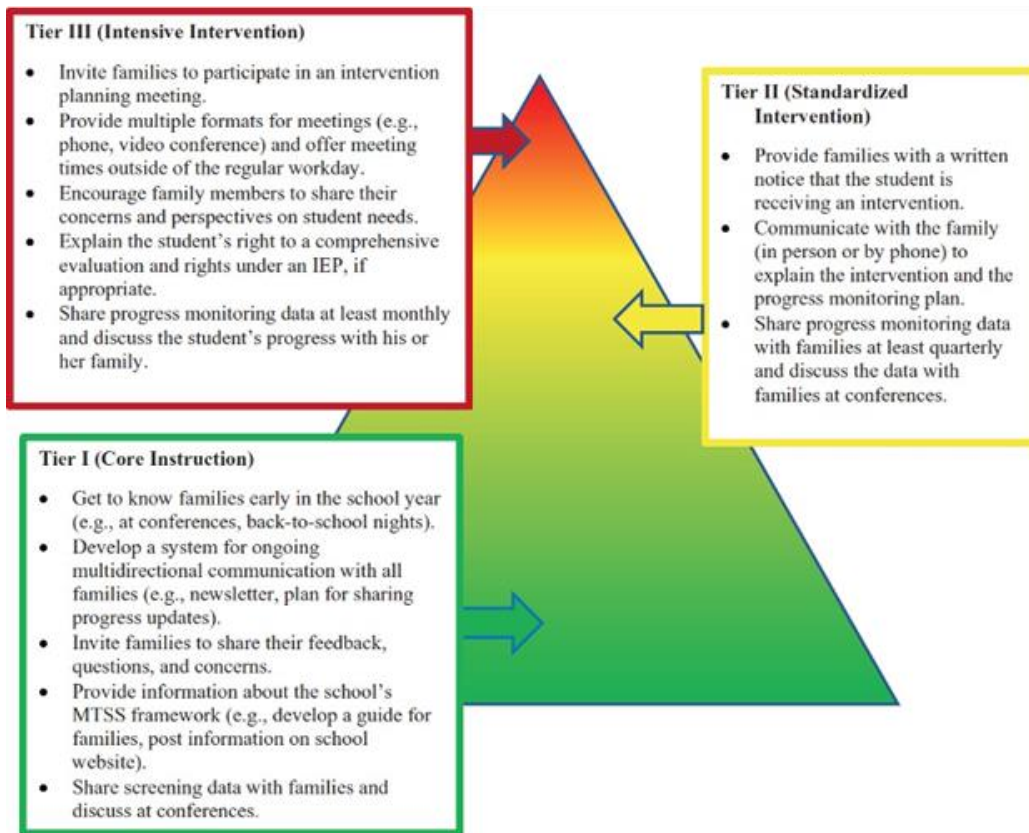 Tier III (Intensive Intervention)
• Invite families to participate in an intervention
planning meeting.
• Provide multiple formats for meetings (e.g.,
phone, video conference) and offer meeting
times outside of the regular workday.
• Encourage family members to share their
concerns and perspectives on student needs.
• Explain the student’s right to a comprehensive
evaluation and rights under an IEP, if
appropriate.
• Share progress monitoring data at least monthly
and discuss the student’s progress with his or
her family.
Tier II (Standardized
Intervention)
• Provide families with a written
notice that the student is
receiving an intervention.
• Communicate with the family
(in person or by phone) to
explain the intervention and the
progress monitoring plan.
• Share progress monitoring data
with families at least quarterly
and discuss the data with
families at conferences.
Tier I (Core Instruction)
• Get to know families early in the school year
(e.g., at conferences, back-to-school nights).
• Develop a system for ongoing
multidirectional communication with all
families (e.g., newsletter, plan for sharing
progress updates).
• Invite families to share their feedback,
questions, and concerns.
• Provide information about the school’s
MTSS framework (e.g., develop a guide for
families, post information on school
website).
• Share screening data with families and
discuss at conferences.